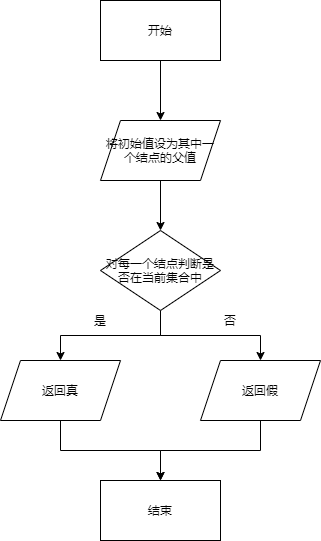 开始
将初始值设为其中一
个结点的父值
对每一个结点判断是
否在当前集合中
是
否
返回真
返回假
结束